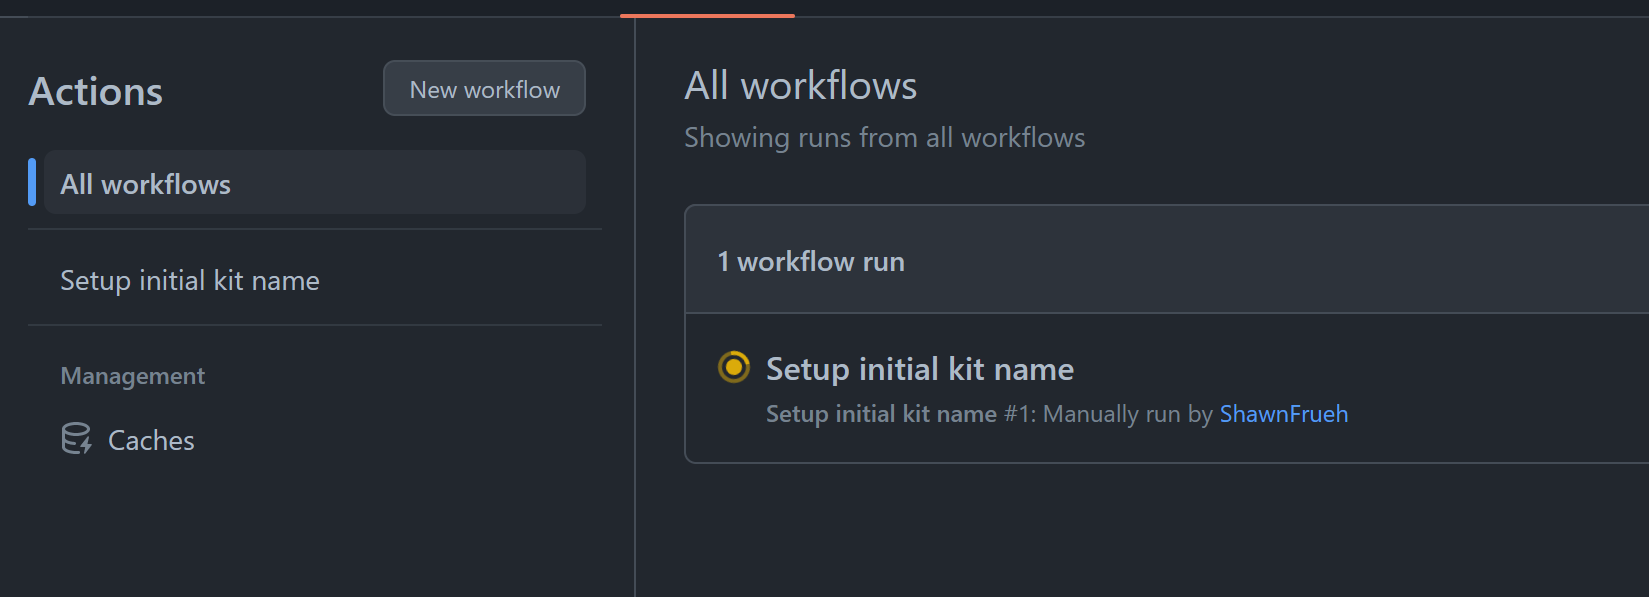 Actions
New workflow
All workflows
Setup initial kit name
Management
Caches
All workflows
Showing runs from all workflows
1 workflow run
Setup initial kit name
Setup initial kit name #1: Manually run by ShawnFrueh